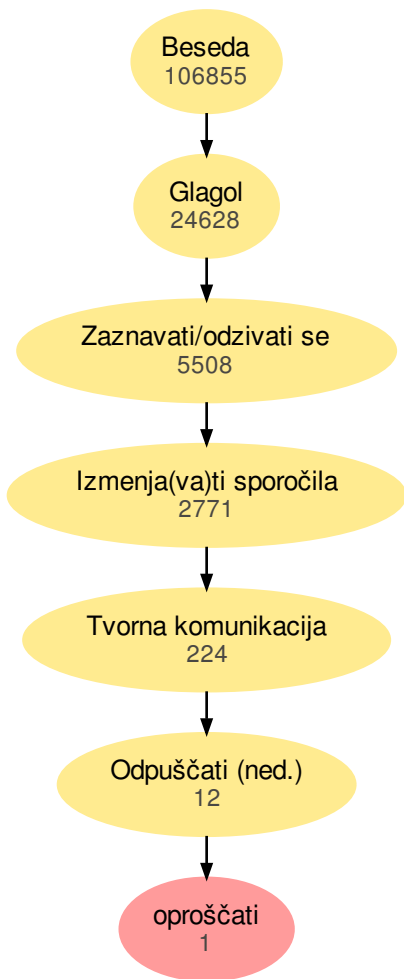 Beseda
106855
Glagol
24628
Zaznavati/odzivati se
5508
Izmenja(va)ti sporočila
2771
Tvorna komunikacija
224
Odpuščati (ned.)
12
oproščati
1